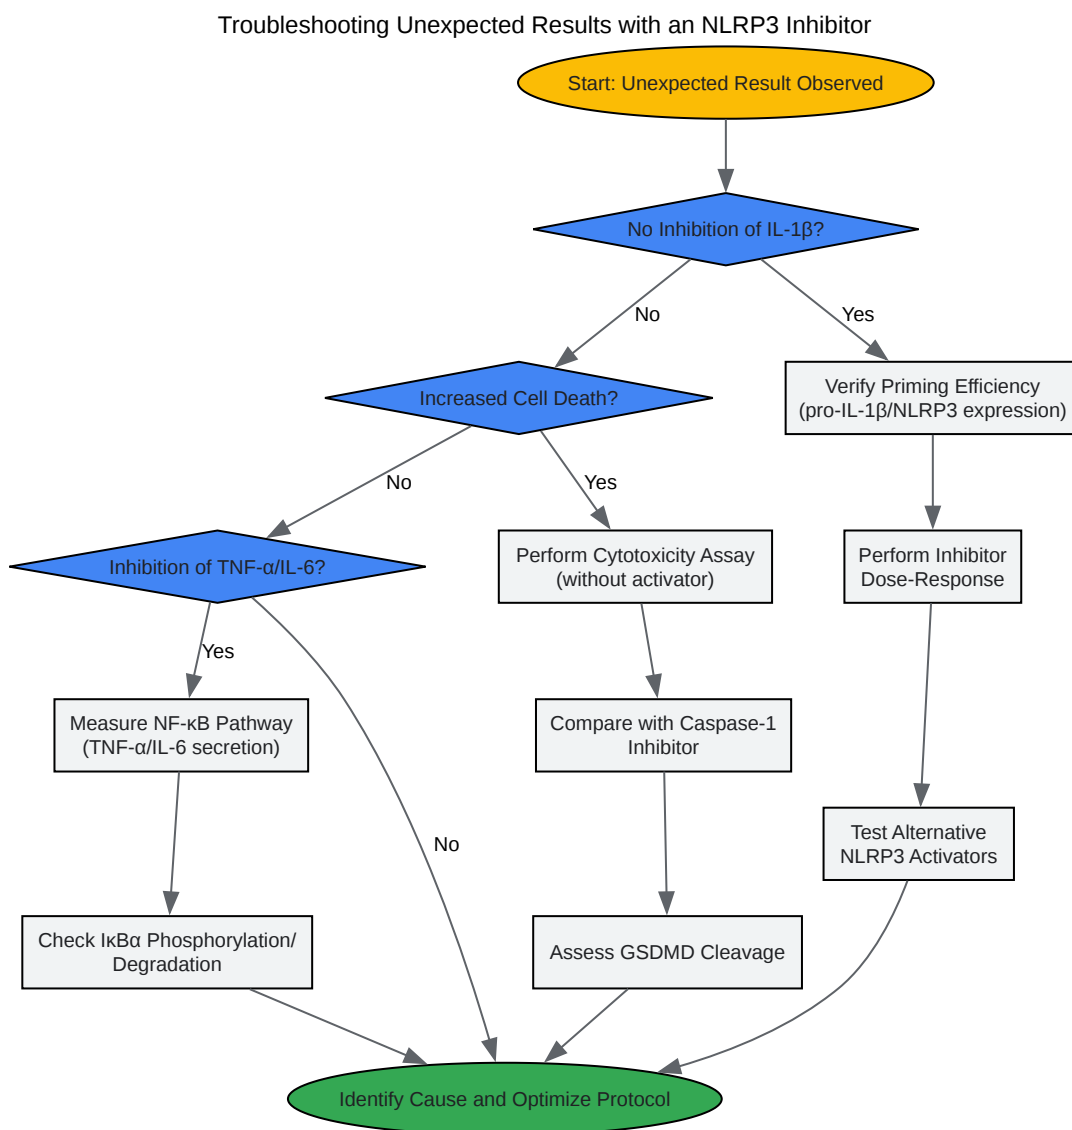 Troubleshooting Unexpected Results with an NLRP3 Inhibitor
Start: Unexpected Result Observed
No Inhibition of IL-1β?
No
Yes
Increased Cell Death?
Verify Priming Efficiency
(pro-IL-1β/NLRP3 expression)
No
Yes
Inhibition of TNF-α/IL-6?
Perform Cytotoxicity Assay
(without activator)
Perform Inhibitor
Dose-Response
Yes
Measure NF-κB Pathway
(TNF-α/IL-6 secretion)
Compare with Caspase-1
Inhibitor
No
Test Alternative
NLRP3 Activators
Check IκBα Phosphorylation/
Degradation
Assess GSDMD Cleavage
Identify Cause and Optimize Protocol